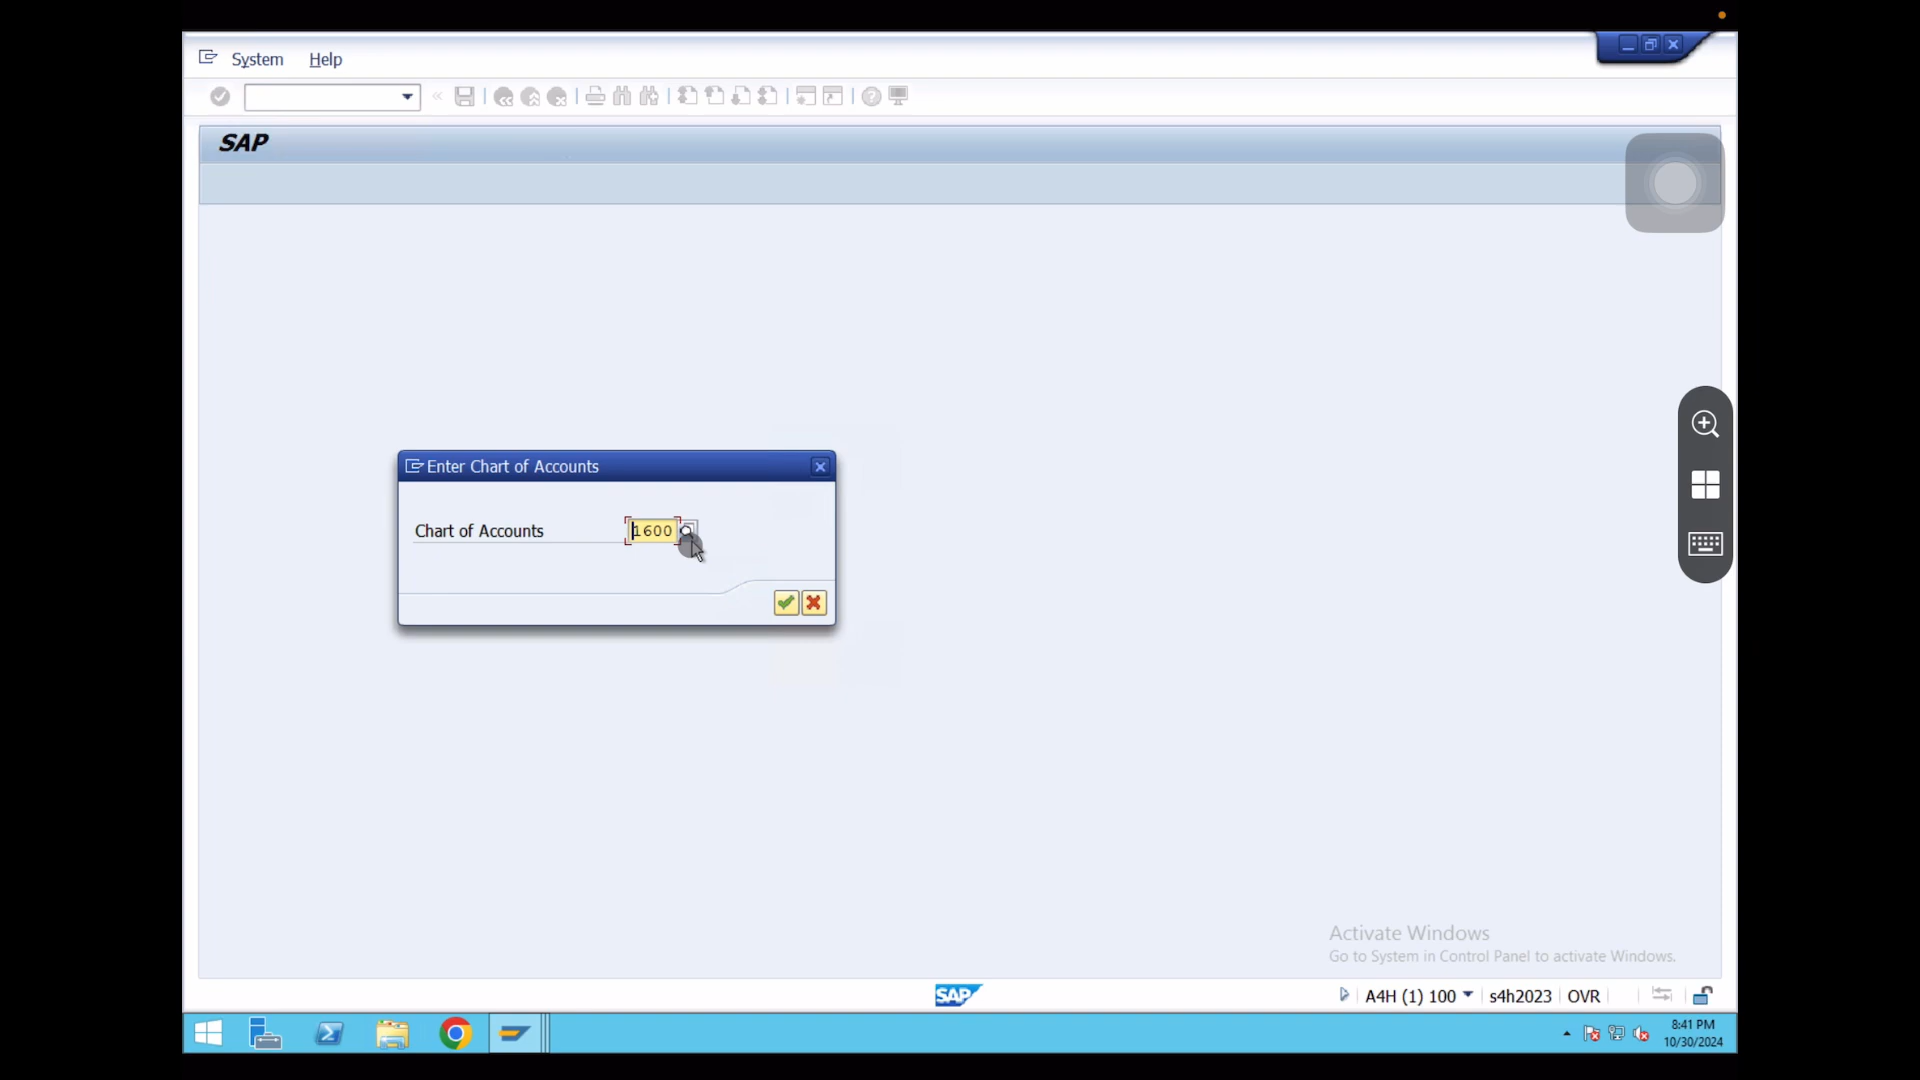 System Help
SAP
Enter Chart of Accounts
Chart of Accounts 1600
Activate Windows
Go to System in Control Panel to activate Windows.
SAP
A4H (1) 100 s4h2023 OVR
8:41 PM
10/30/2024